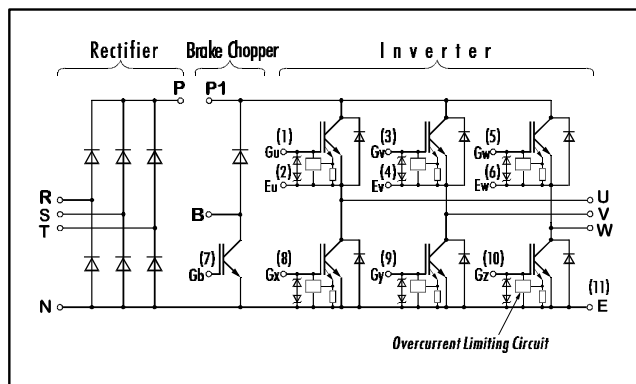 Rectifier Brake Chopper Inverter
P P1
(1) (3) (5)
Gu Gv Gw
(2) (4) (6)
Eu Ev Ew
R U
S B V
T W
(7) (8) (9) (10)
Gb Gx Gy Gz
(11)
N E
Overcurrent Limiting Circuit